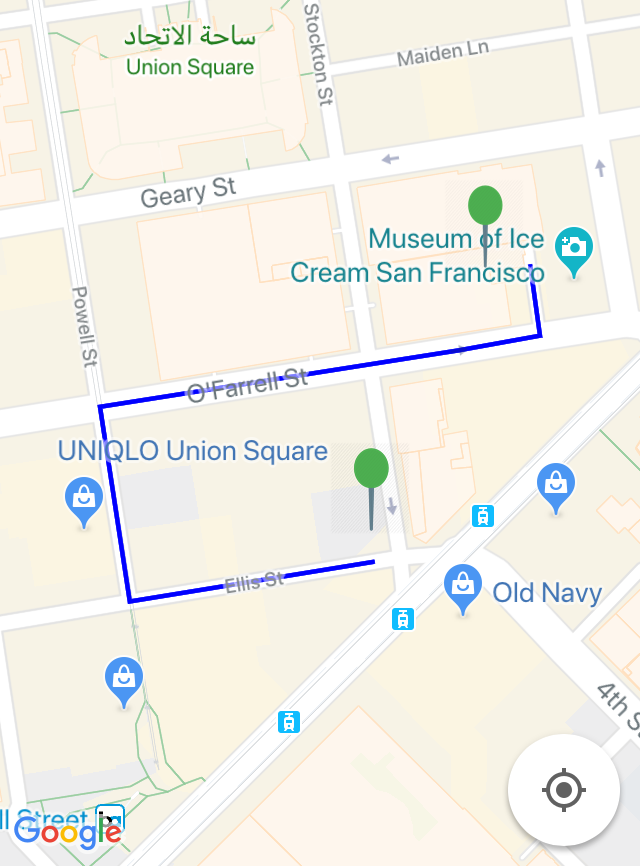 ساحة الاتحاد
Union Square
Stockton St
Maiden Ln
Geary St
Museum of Ice
Cream San Francisco
Powell St
O'Farrell St
UNIQLO Union Square
Ellis St
Old Navy
4th S
ll Street
Google